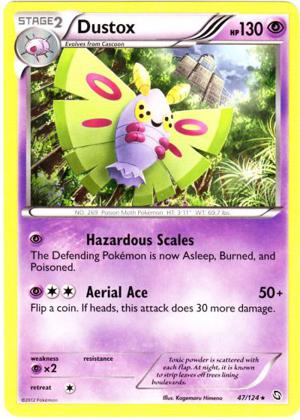 STAGE2 Dustox HP130
Evolves from Cascoon
NO. 269 Poison Moth Pokémon HT: 3'11" WT: 69.7 lbs.
Hazardous Scales
The Defending Pokémon is now Asleep, Burned, and
Poisoned.
Aerial Ace 50+
Flip a coin. If heads, this attack does 30 more damage.
weakness resistance
×2
retreat
Toxic powder is scattered with
each flap. At night, it is known
to strip leaves off trees lining
boulevards.
©2012 Pokémon
Illus. Kagemaru Himeno
47/124 ★